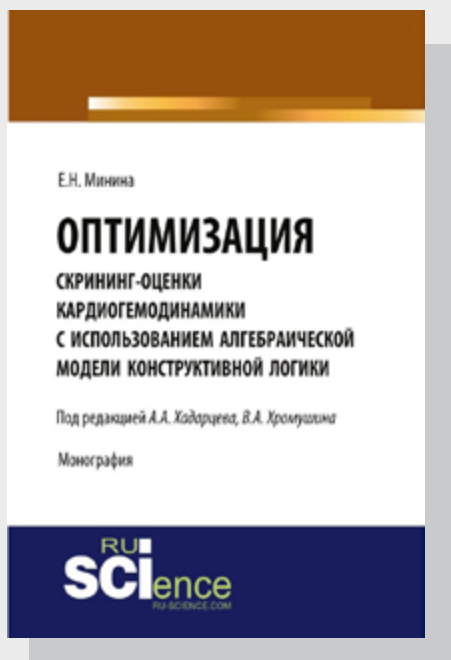 Е.Н. Минина
ОПТИМИЗАЦИЯ
СКРИНИНГ-ОЦЕНКИ
КАРДИОГЕМОДИНАМИКИ
С ИСПОЛЬЗОВАНИЕМ АЛГЕБРАИЧЕСКОЙ
МОДЕЛИ КОНСТРУКТИВНОЙ ЛОГИКИ
Под редакцией А.А. Хадарцева, В.А. Хромушина
Монография
RU
science
RU-SCIENCE.COM